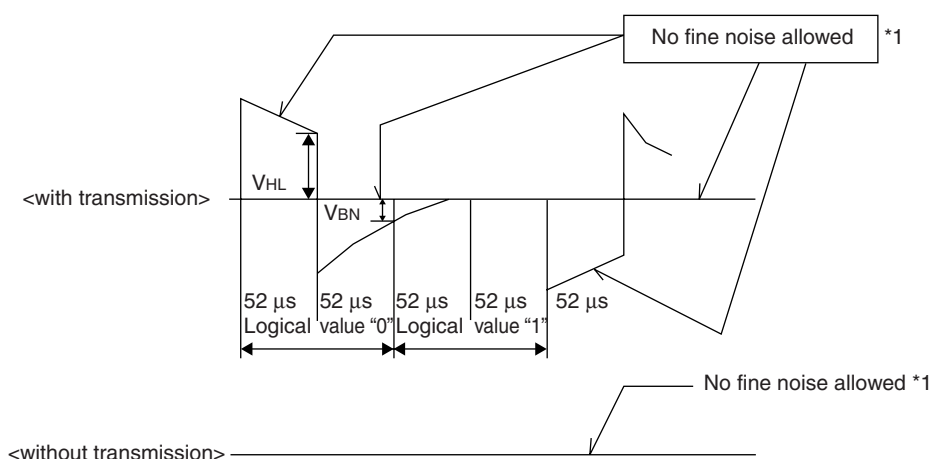 No fine noise allowed *1
VHL
<with transmission>
VBN
52 μs 52 μs 52 μs 52 μs 52 μs
Logical value “0” Logical value “1”
No fine noise allowed *1
<without transmission>